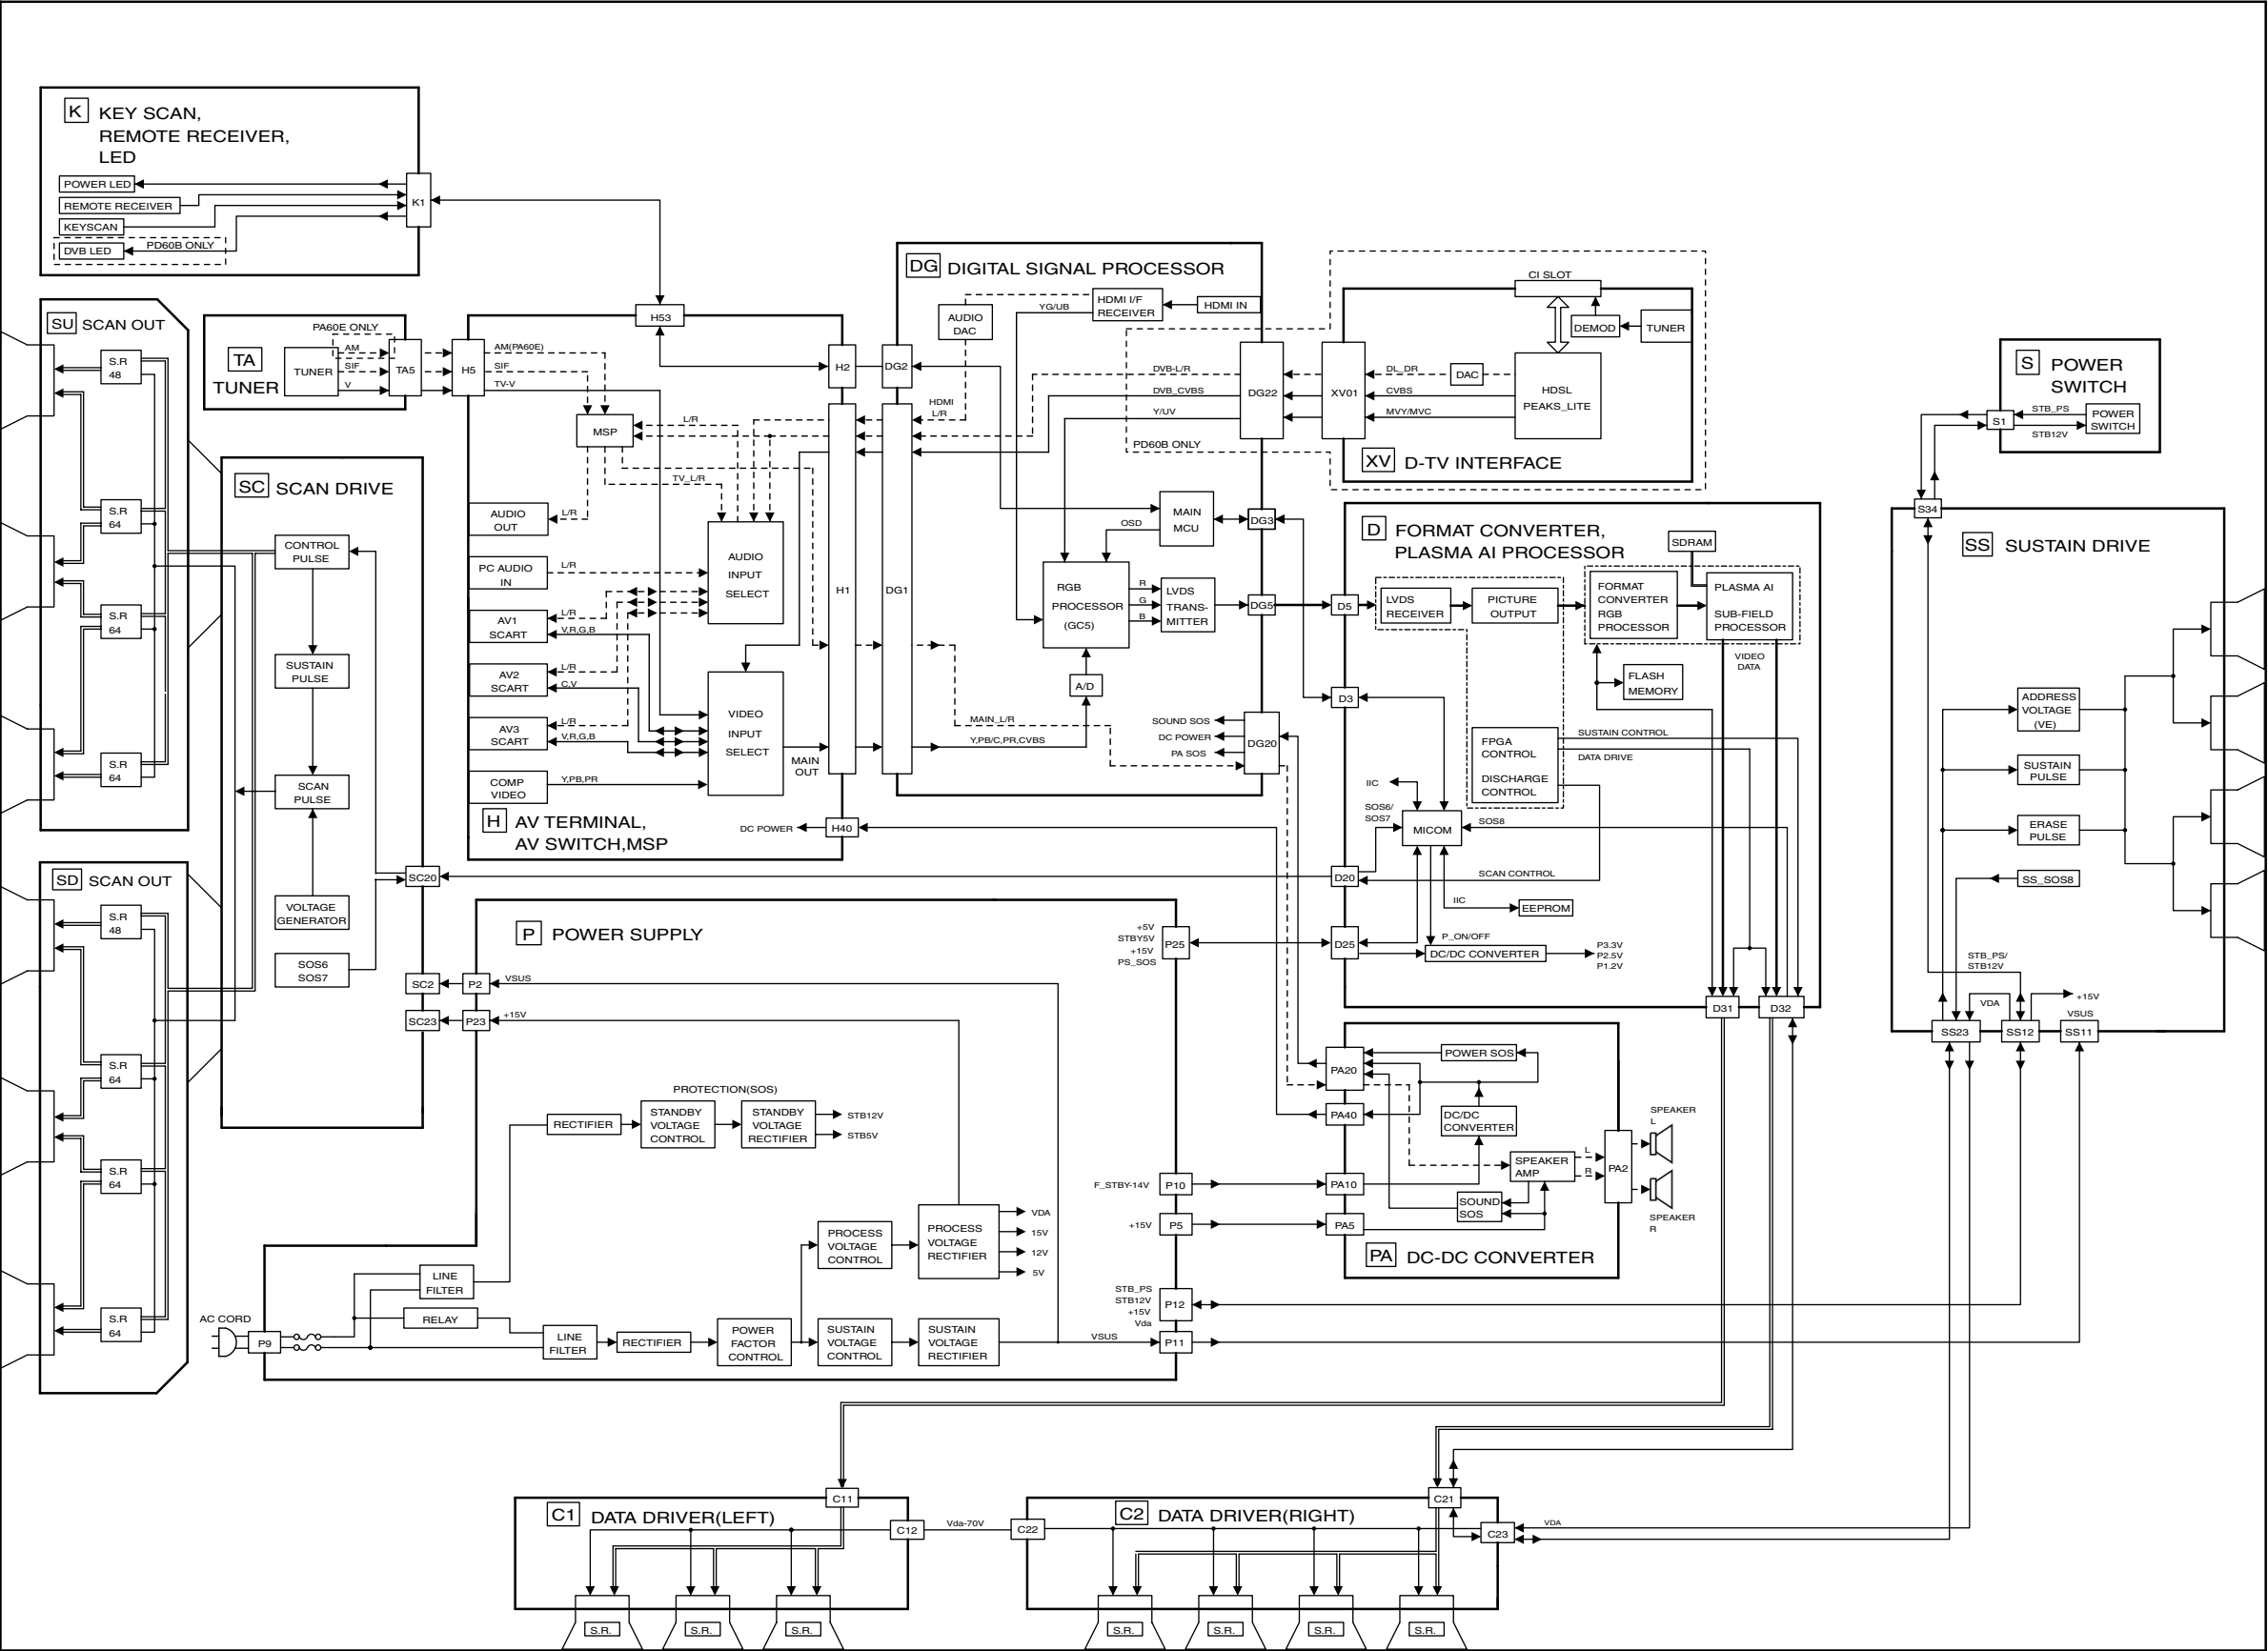 K KEY SCAN,
REMOTE RECEIVER,
LED
POWER LED
REMOTE RECEIVER
KEYSCAN
DVB LED
PD60B ONLY
K1
SU SCAN OUT
S.R
48
S.R
64
S.R
64
S.R
64
TA
TUNER
PA60E ONLY
TUNER
AM
SIF
V
TA5
SC SCAN DRIVE
CONTROL
PULSE
SUSTAIN
PULSE
SCAN
PULSE
VOLTAGE
GENERATOR
SOS6
SOS7
SC20
SC2
SC23
SD SCAN OUT
S.R
48
S.R
64
S.R
64
S.R
64
H53
H5
AM(PA60E)
SIF
TV-V
MSP
L/R
TV_L/R
H2
H1
AUDIO
OUT
L/R
PC AUDIO
IN
L/R
AV1
SCART
L/R
V,R,G,B
AV2
SCART
L/R
C,V
AV3
SCART
L/R
V,R,G,B
COMP
VIDEO
Y,PB,PR
AUDIO
INPUT
SELECT
VIDEO
INPUT
SELECT
MAIN
OUT
H AV TERMINAL,
AV SWITCH,MSP
DC POWER
H40
DG DIGITAL SIGNAL PROCESSOR
AUDIO
DAC
YG/UB
HDMI I/F
RECEIVER
HDMI IN
DG2
DG1
HDMI
L/R
DVB-L/R
DVB_CVBS
Y/UV
PD60B ONLY
DG22
MAIN
MCU
OSD
DG3
RGB
PROCESSOR
(GC5)
R
G
B
LVDS
TRANS-
MITTER
DG5
A/D
MAIN_L/R
Y,PB/C,PR,CVBS
SOUND SOS
DC POWER
PA SOS
DG20
CI SLOT
DEMOD
TUNER
XV01
DL_DR
DAC
CVBS
MVY/MVC
HDSL
PEAKS_LITE
XV D-TV INTERFACE
S POWER
SWITCH
S1
STB_PS
STB12V
POWER
SWITCH
D FORMAT CONVERTER,
PLASMA AI PROCESSOR
SDRAM
D5
LVDS
RECEIVER
PICTURE
OUTPUT
FORMAT
CONVERTER
RGB
PROCESSOR
PLASMA AI
SUB-FIELD
PROCESSOR
VIDEO
DATA
FLASH
MEMORY
D3
FPGA
CONTROL
DISCHARGE
CONTROL
SUSTAIN CONTROL
DATA DRIVE
IIC
SOS6/
SOS7
MICOM
SOS8
D20
SCAN CONTROL
IIC
EEPROM
D25
P_ON/OFF
DC/DC CONVERTER
P3.3V
P2.5V
P1.2V
D31
D32
S34
SS SUSTAIN DRIVE
ADDRESS
VOLTAGE
(VE)
SUSTAIN
PULSE
ERASE
PULSE
SS_SOS8
STB_PS/
STB12V
VDA
+15V
VSUS
SS23
SS12
SS11
P POWER SUPPLY
+5V
STBY5V
+15V
PS_SOS
P25
P2
VSUS
P23
+15V
PROTECTION(SOS)
RECTIFIER
STANDBY
VOLTAGE
CONTROL
STANDBY
VOLTAGE
RECTIFIER
STB12V
STB5V
F_STBY-14V
P10
+15V
P5
PROCESS
VOLTAGE
CONTROL
PROCESS
VOLTAGE
RECTIFIER
VDA
15V
12V
5V
LINE
FILTER
RELAY
AC CORD
P9
LINE
FILTER
RECTIFIER
POWER
FACTOR
CONTROL
SUSTAIN
VOLTAGE
CONTROL
SUSTAIN
VOLTAGE
RECTIFIER
STB_PS
STB12V
+15V
Vda
P12
VSUS
P11
PA20
POWER SOS
PA40
DC/DC
CONVERTER
PA10
SPEAKER
AMP
L
R
SOUND
SOS
PA5
PA2
SPEAKER
L
SPEAKER
R
PA DC-DC CONVERTER
C1 DATA DRIVER(LEFT)
C11
C12
Vda-70V
S.R.
S.R.
S.R.
C22
C2 DATA DRIVER(RIGHT)
C21
C23
VDA
S.R.
S.R.
S.R.
S.R.